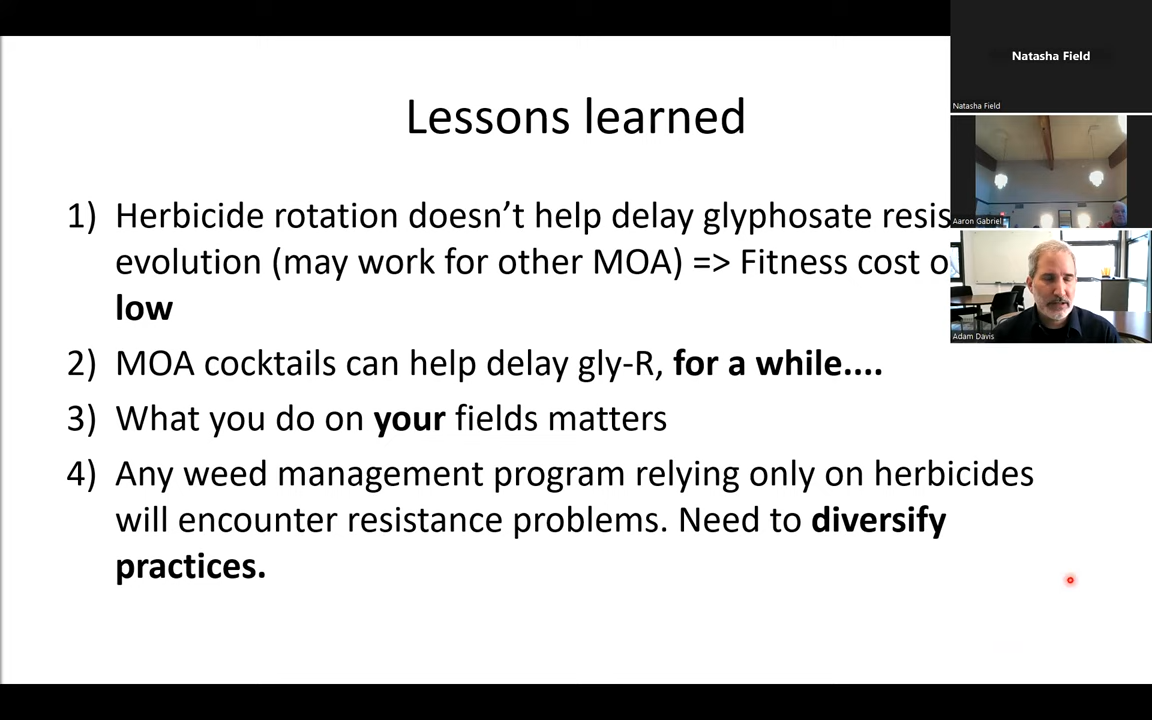 Lessons learned
1) Herbicide rotation doesn’t help delay glyphosate
evolution (may work for other MOA) => Fitness cost
low
2) MOA cocktails can help delay gly-R, for a while....
3) What you do on your fields matters
4) Any weed management program relying only on herbicides
will encounter resistance problems. Need to diversify
practices.
Natasha Field
Natasha Field
Aaron Gabriel
Adam Davis